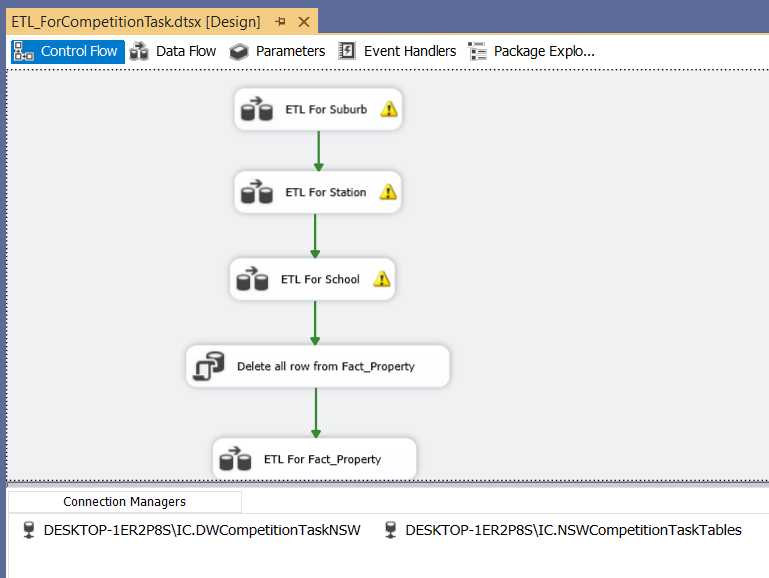 ETL_ForCompetitionTask.dtsx [Design]
Control Flow Data Flow Parameters Event Handlers Package Explo...
ETL For Suburb
ETL For Station
ETL For School
Delete all row from Fact_Property
ETL For Fact_Property
Connection Managers
DESKTOP-1ER2P8S\IC.DWCompetitionTaskNSW DESKTOP-1ER2P8S\IC.NSWCompetitionTaskTables